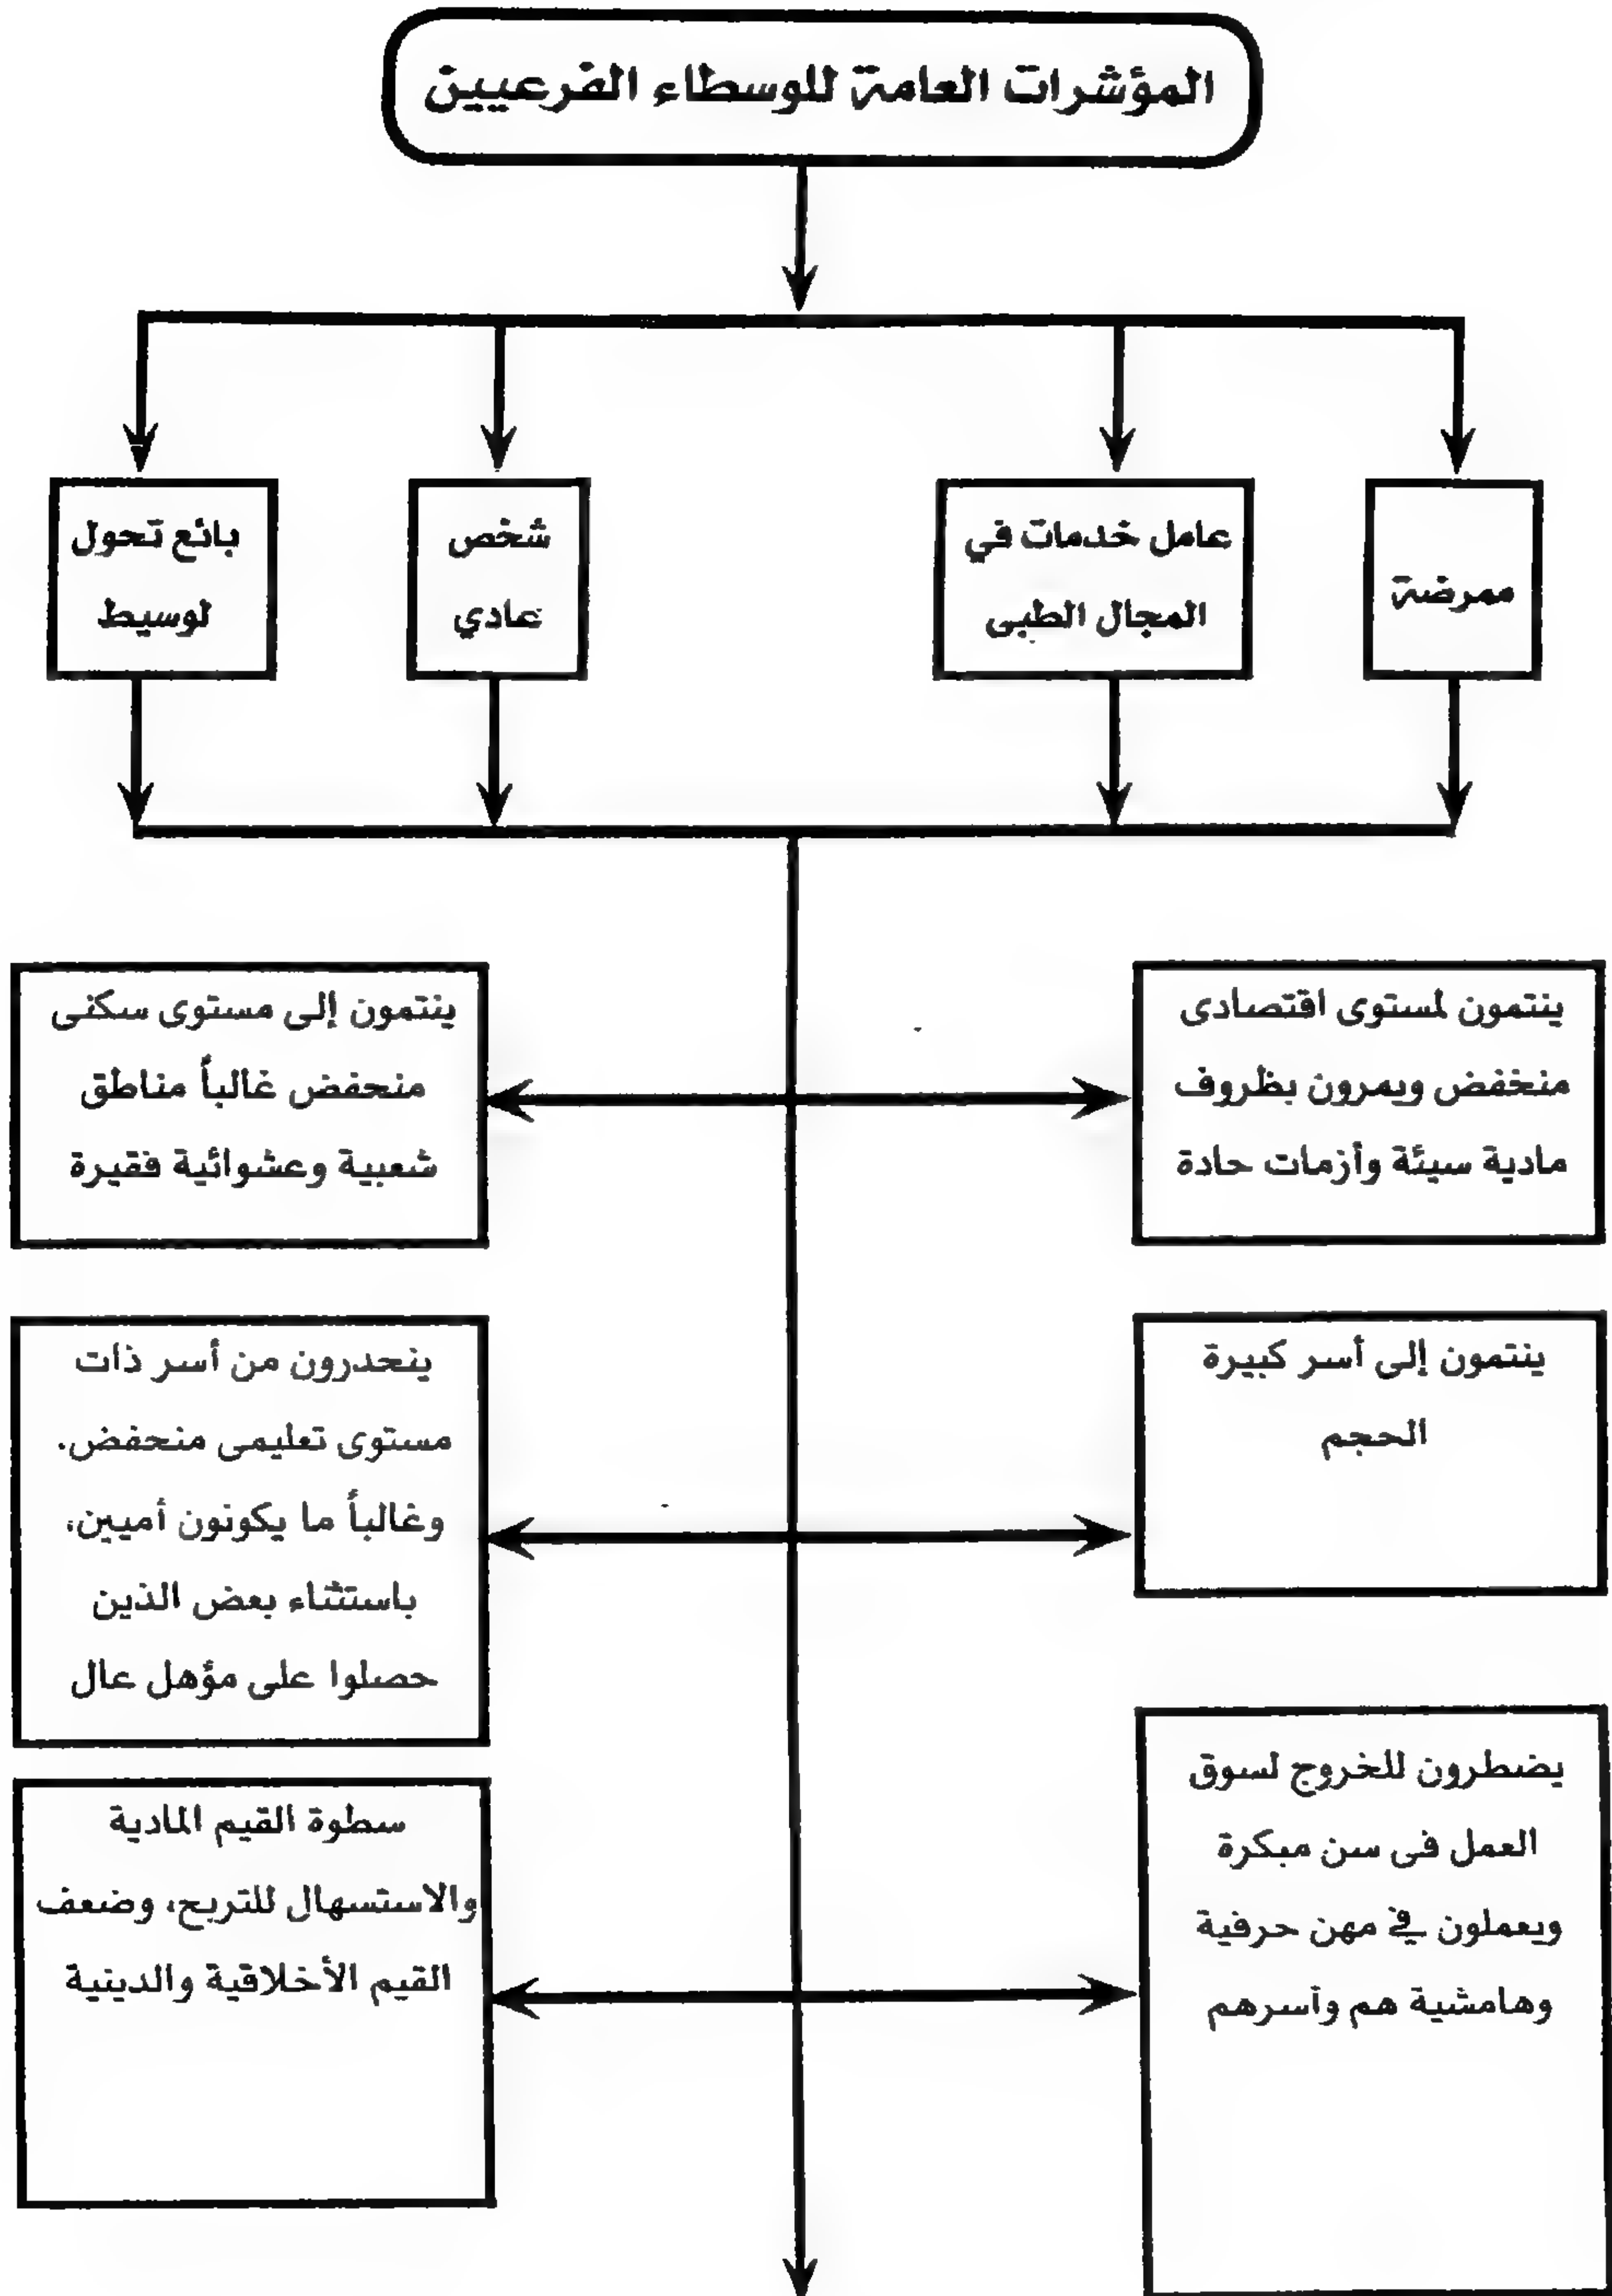 المؤشرات العامة للوسطاء الفرعيين
ممرضة
عامل خدمات في
المجال الطبى
شخص
عادي
بائع تحول
لوسيط
ينتمون لمستوى اقتصادى
منخفض ويمرون بظروف
مادية سيئة وأزمات حادة
ينتمون إلى مستوى سكنى
منحفض غالباً مناطق
شعبية وعشوائية فقيرة
ينتمون إلى أسر كبيرة
الحجم
ينحدرون من أسر ذات
مستوى تعليمى منحفض.
وغالباً ما يكونون أميين،
باستثناء بعض الذين
حصلوا على مؤهل عال
يضطرون للخروج لسوق
العمل فى سن مبكرة
ويعملون في مهن حرفية
وهامشية هم وأسرهم
سطوة القيم المادية
والاستسهال للتربح، وضعف
القيم الأخلاقية والدينية